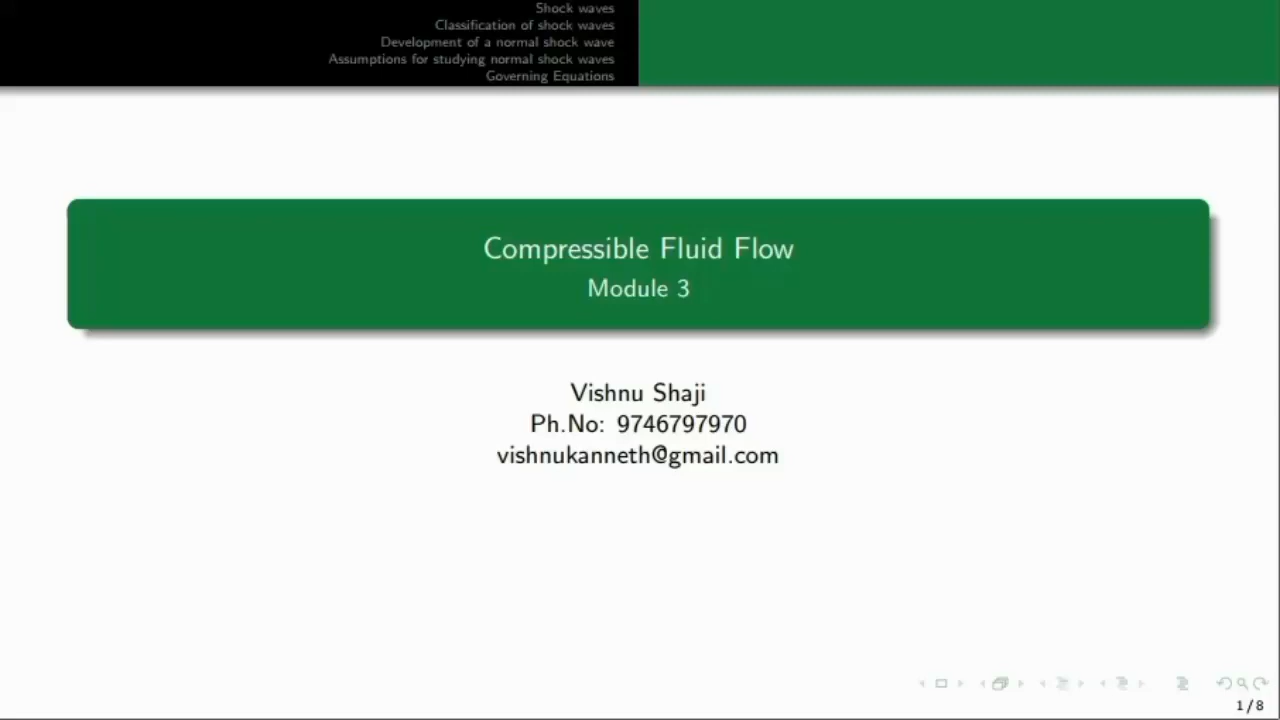 Shock waves
Classification of shock waves
Development of a normal shock wave
Assumptions for studying normal shock waves
Governing Equations
Compressible Fluid Flow
Module 3
Vishnu Shaji
Ph.No: 9746797970
vishnukanneth@gmail.com
1/8